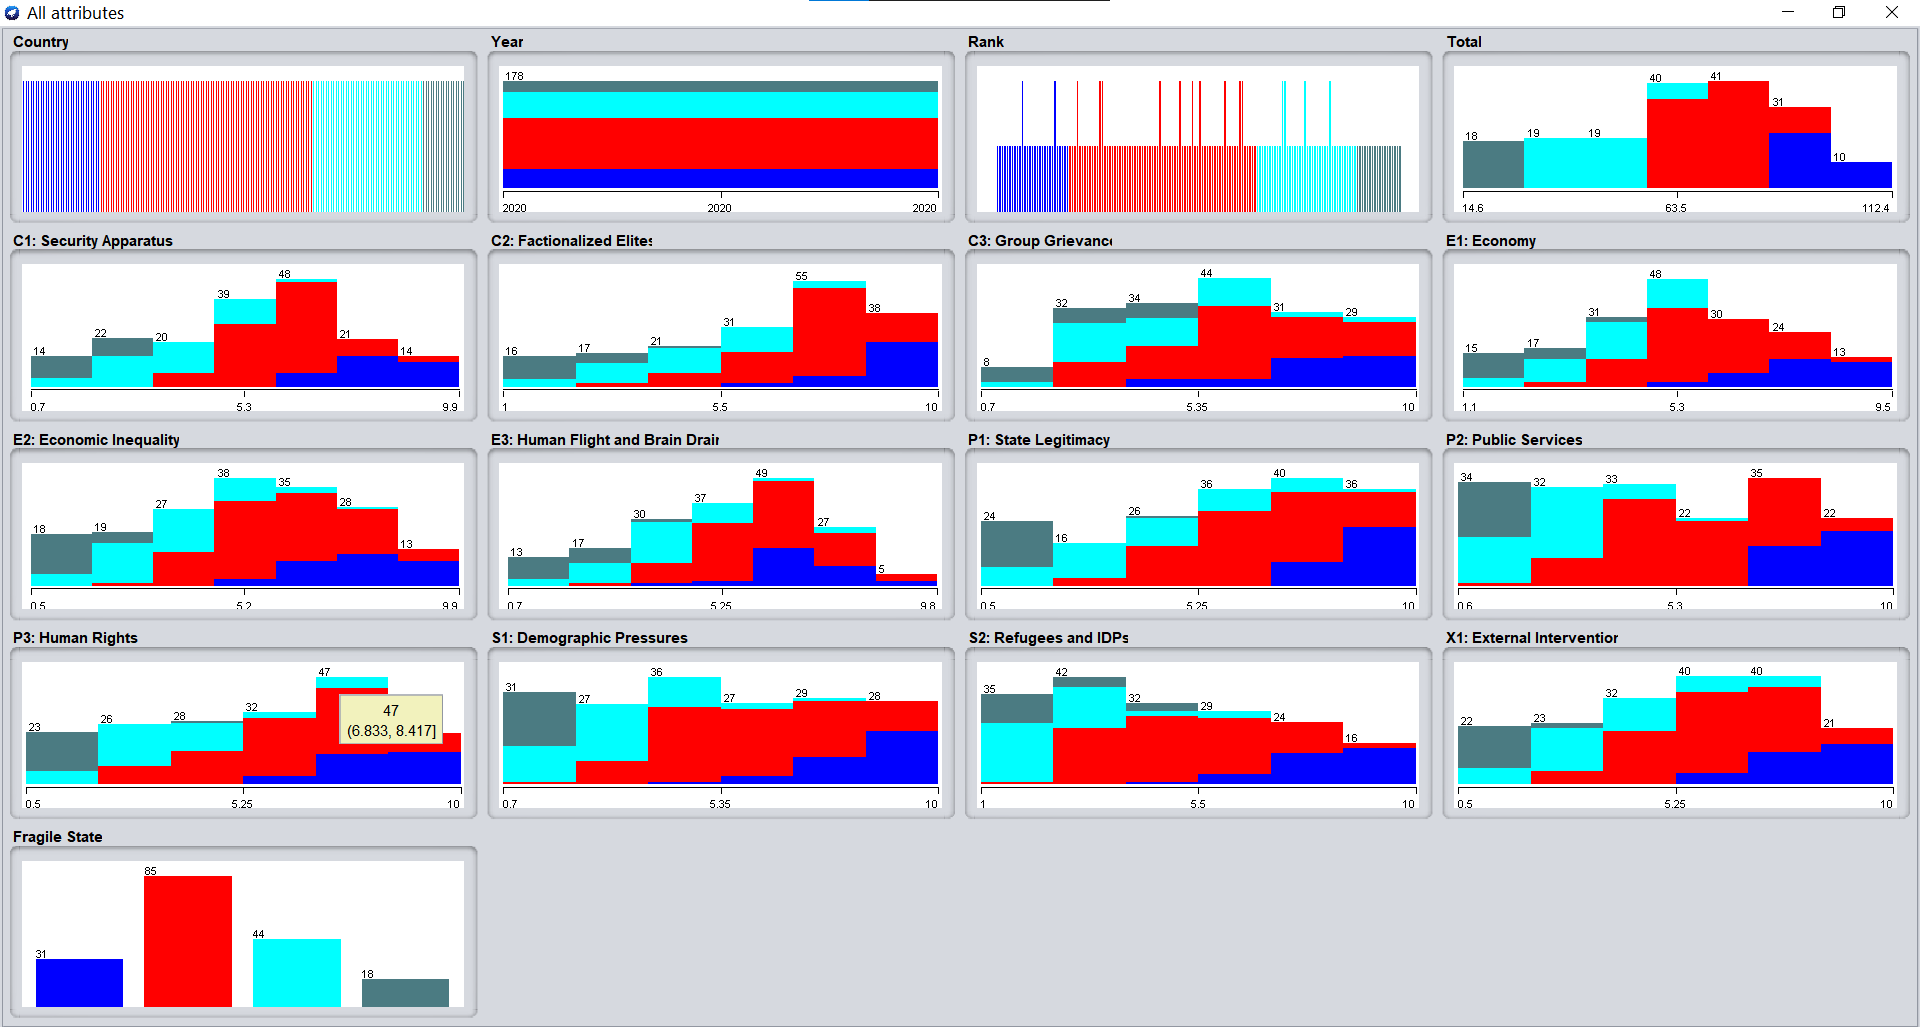 All attributes
Country
Year
Rank
Total
178
2020 2020 2020
18 19 19 40 41 31 10
14.6 63.5 112.4
C1: Security Apparatus
C2: Factionalized Elites
C3: Group Grievance
E1: Economy
14 22 20 39 48 21 14
0.7 5.3 9.9
16 17 21 31 55 38
1 5.5 10
8 32 34 44 31 29
0.7 5.35 10
15 17 31 48 30 24 13
1.1 5.3 9.5
E2: Economic Inequality
E3: Human Flight and Brain Drain
P1: State Legitimacy
P2: Public Services
18 19 27 38 35 28 13
0.5 5.2 9.9
13 17 30 37 49 27 5
0.7 5.25 9.8
24 16 26 36 40 36
0.5 5.25 10
34 32 33 22 35 22
0.6 5.3 10
P3: Human Rights
S1: Demographic Pressures
S2: Refugees and IDPs
X1: External Intervention
23 26 28 32 47
47
(6.833, 8.417]
0.5 5.25 10
31 27 36 27 29 28
0.7 5.35 10
35 42 32 29 24 16
1 5.5 10
22 23 32 40 40 21
0.5 5.25 10
Fragile State
31 85 44 18